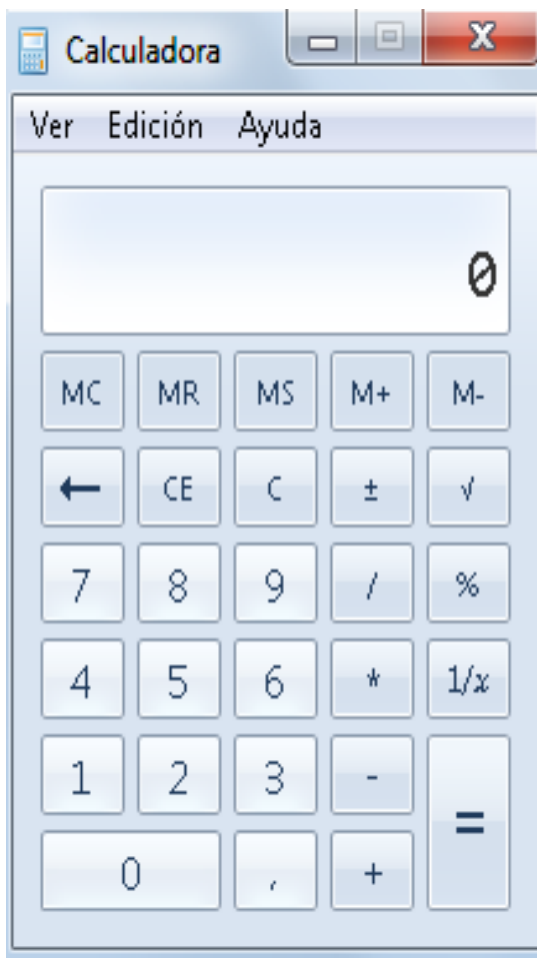 Calculadora
Ver Edición Ayuda
0
MC MR MS M+ M-
← CE C ± √
7 8 9 / %
4 5 6 * 1/x
1 2 3 - =
0 , +